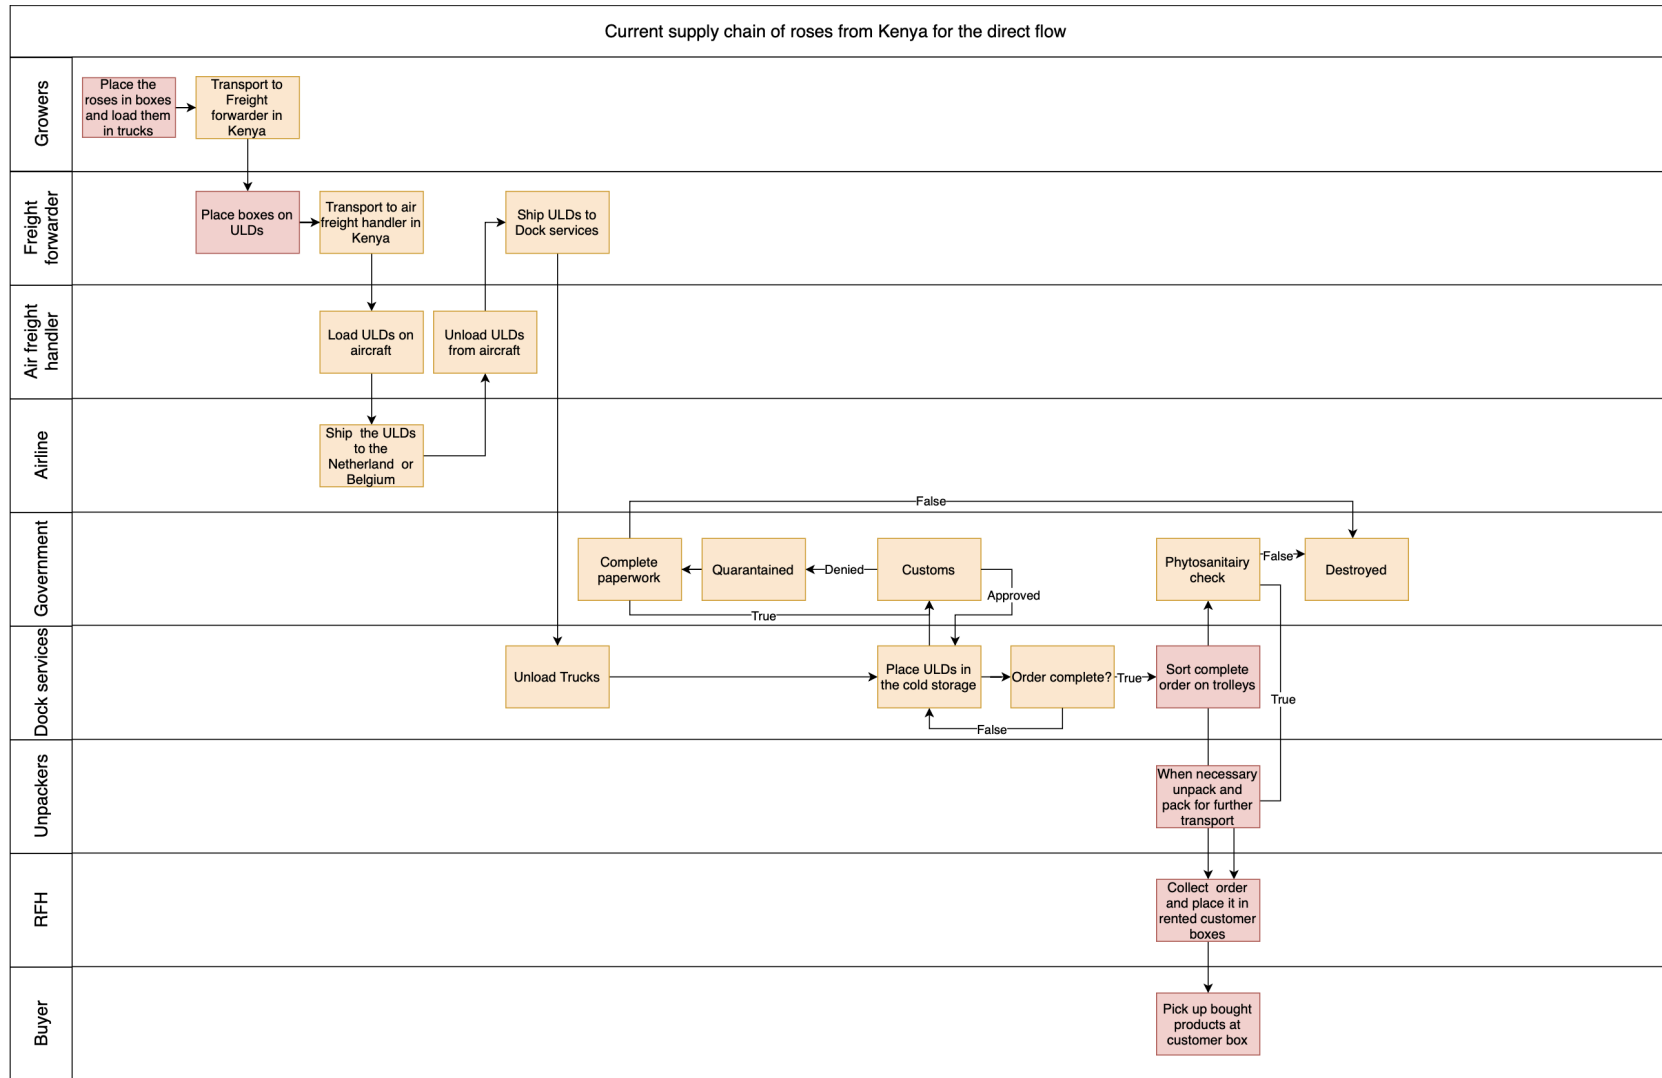 Current supply chain of roses from Kenya for the direct flow
Growers
Place the
roses in boxes
and load them
in trucks
Transport to
Freight
forwarder in
Kenya
Freight
forwarder
Place boxes on
ULDs
Transport to air
freight handler in
Kenya
Ship ULDs to
Dock services
Air freight
handler
Load ULDs on
aircraft
Unload ULDs
from aircraft
Airline
Ship the ULDs
to the
Netherland or
Belgium
False
Government
Complete
paperwork
Quarantained
Denied
Customs
Approved
True
Phytosanitairy
check
False
Destroyed
Dock services
Unload Trucks
Place ULDs in
the cold storage
Order complete?
True
Sort complete
order on trolleys
True
False
Unpackers
When necessary
unpack and
pack for further
transport
RFH
Collect order
and place it in
rented customer
boxes
Buyer
Pick up bought
products at
customer box